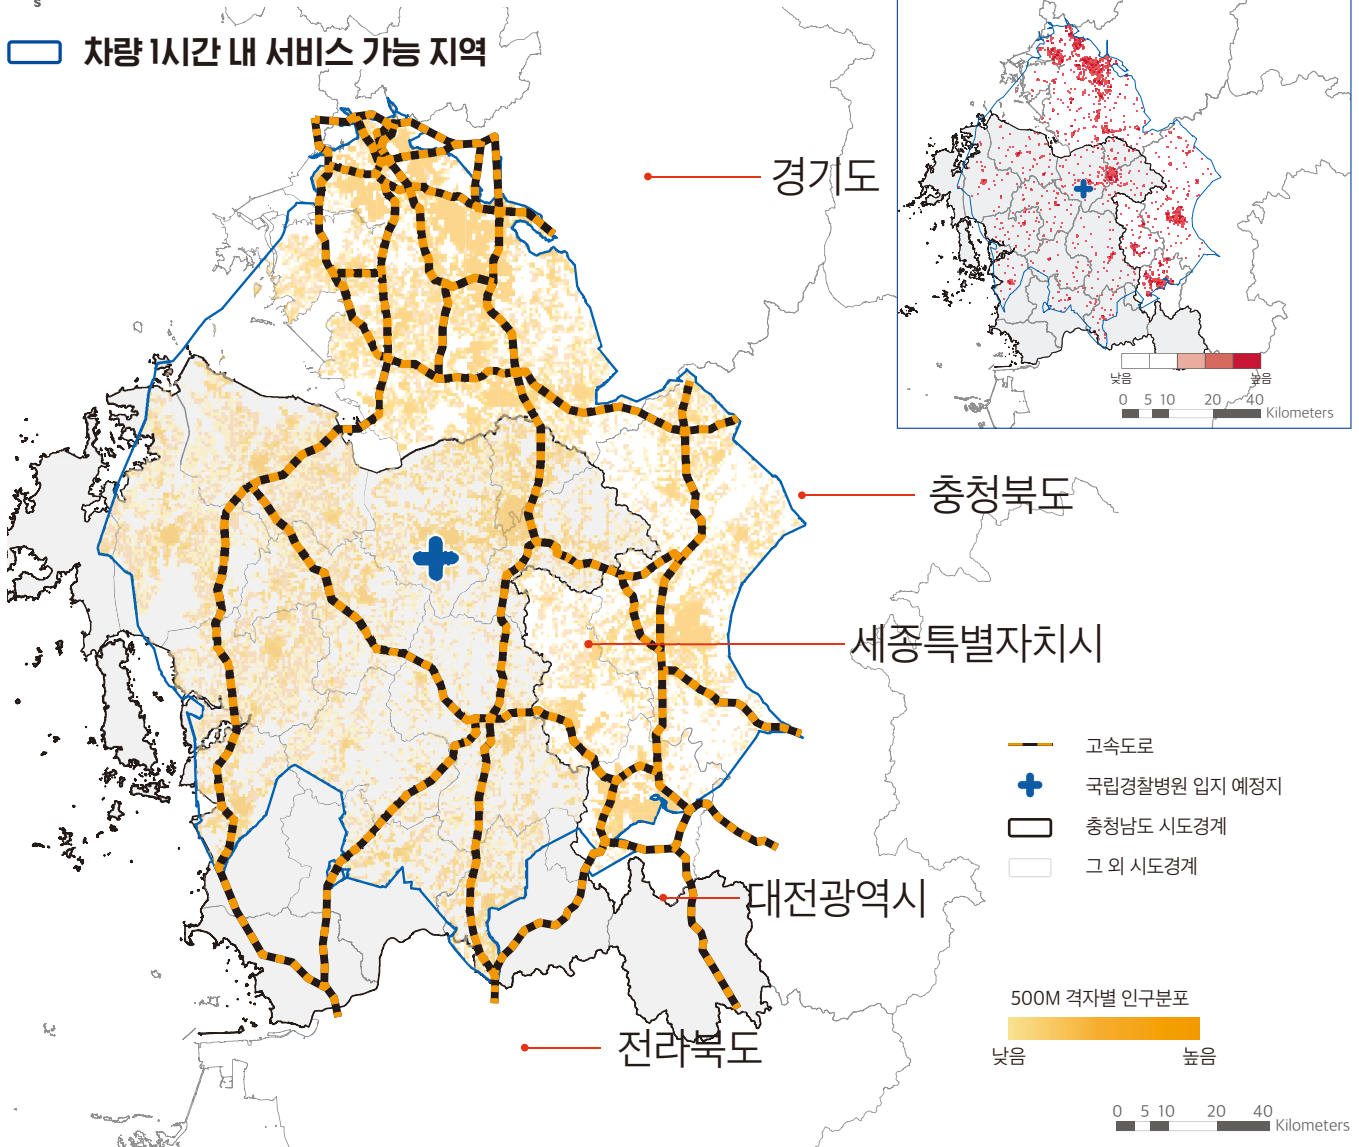 s
차량 1시간 내 서비스 가능 지역
낮음
높음
0 5 10 20 40 Kilometers
경기도
충청북도
세종특별자치시
고속도로
국립경찰병원 입지 예정지
충청남도 시도경계
그 외 시도경계
대전광역시
500M 격자별 인구분포
낮음
높음
전라북도
0 5 10 20 40 Kilometers